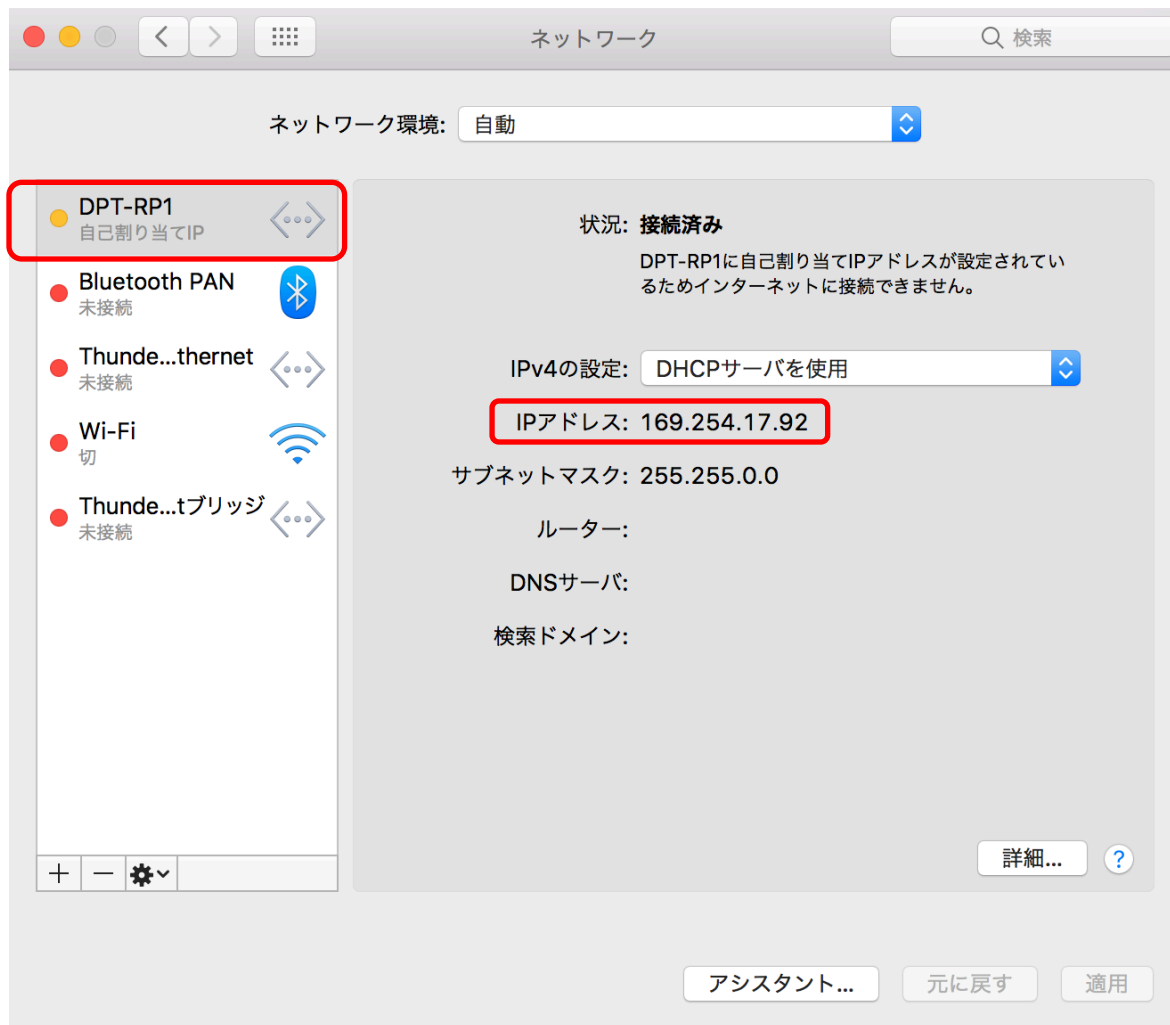 ネットワーク
検索
ネットワーク環境: 自動
DPT-RP1
自己割り当てIP
Bluetooth PAN
未接続
Thunde...thernet
未接続
Wi-Fi
切
Thunde...tブリッジ
未接続
状況: 接続済み
DPT-RP1に自己割り当てIPアドレスが設定されてい
るためインターネットに接続できません。
IPv4の設定: DHCPサーバを使用
IPアドレス: 169.254.17.92
サブネットマスク: 255.255.0.0
ルーター:
DNSサーバ:
検索ドメイン:
詳細...
?
アシスタント...
元に戻す
適用